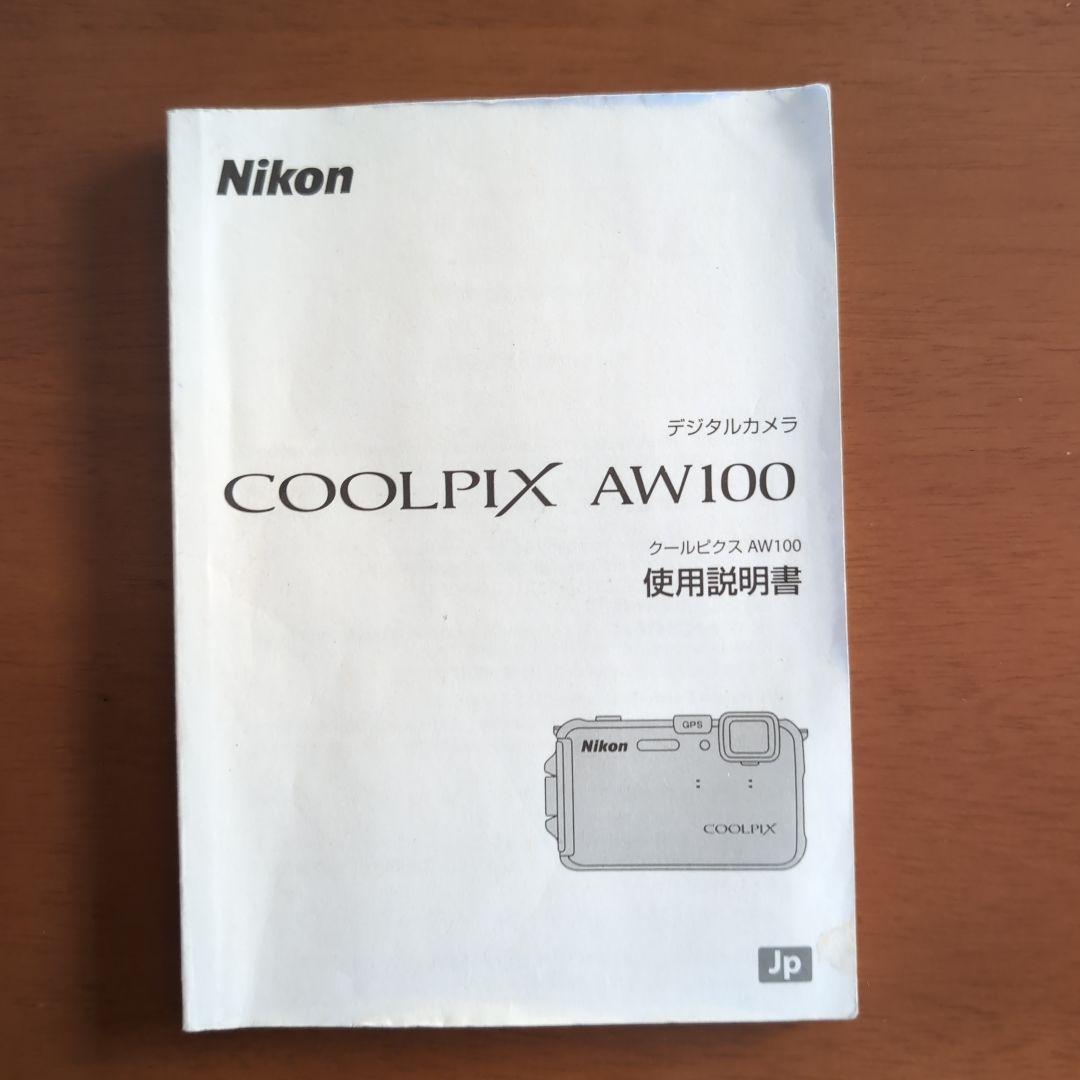 Nikon
デジタルカメラ
COOLPIX AW100
クールピクス AW100
使用説明書
GPS
Nikon
COOLPIX
Jp